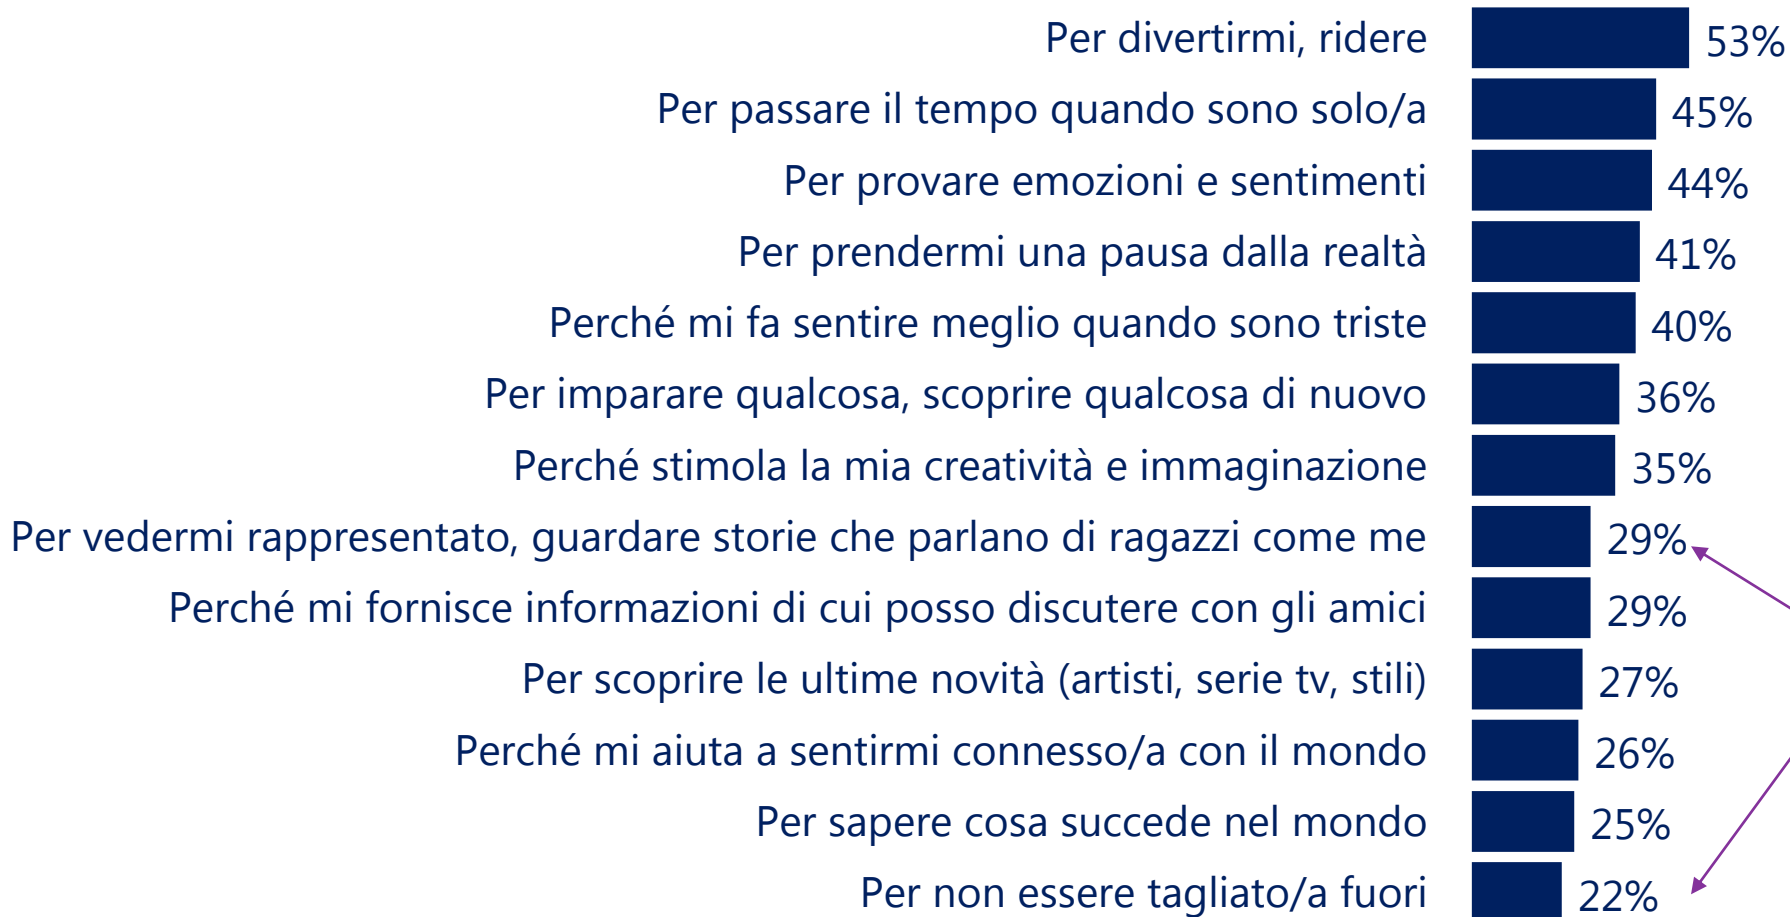 Per divertirmi, ridere 53%
Per passare il tempo quando sono solo/a 45%
Per provare emozioni e sentimenti 44%
Per prendermi una pausa dalla realtà 41%
Perché mi fa sentire meglio quando sono triste 40%
Per imparare qualcosa, scoprire qualcosa di nuovo 36%
Perché stimola la mia creatività e immaginazione 35%
Per vedermi rappresentato, guardare storie che parlano di ragazzi come me 29%
Perché mi fornisce informazioni di cui posso discutere con gli amici 29%
Per scoprire le ultime novità (artisti, serie tv, stili) 27%
Perché mi aiuta a sentirmi connesso/a con il mondo 26%
Per sapere cosa succede nel mondo 25%
Per non essere tagliato/a fuori 22%